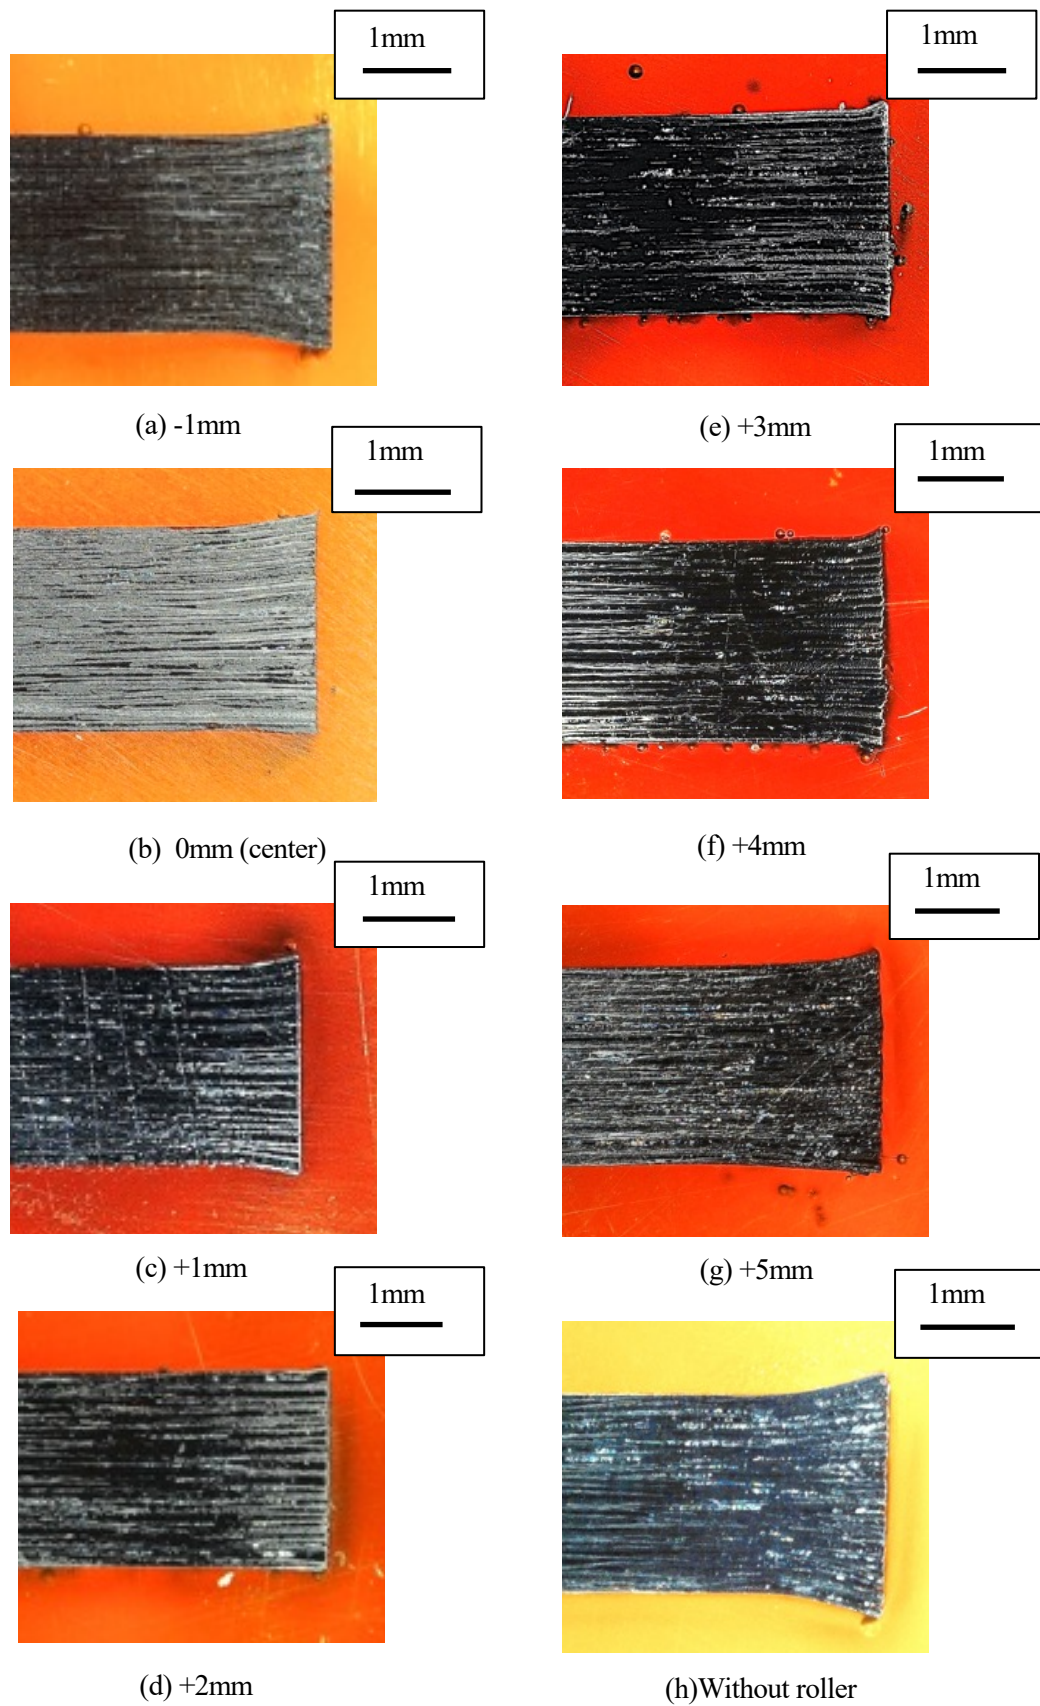 1mm
(a) -1mm
1mm
(b) 0mm (center)
1mm
(c) +1mm
1mm
(d) +2mm
1mm
(e) +3mm
1mm
(f) +4mm
1mm
(g) +5mm
1mm
(h)Without roller